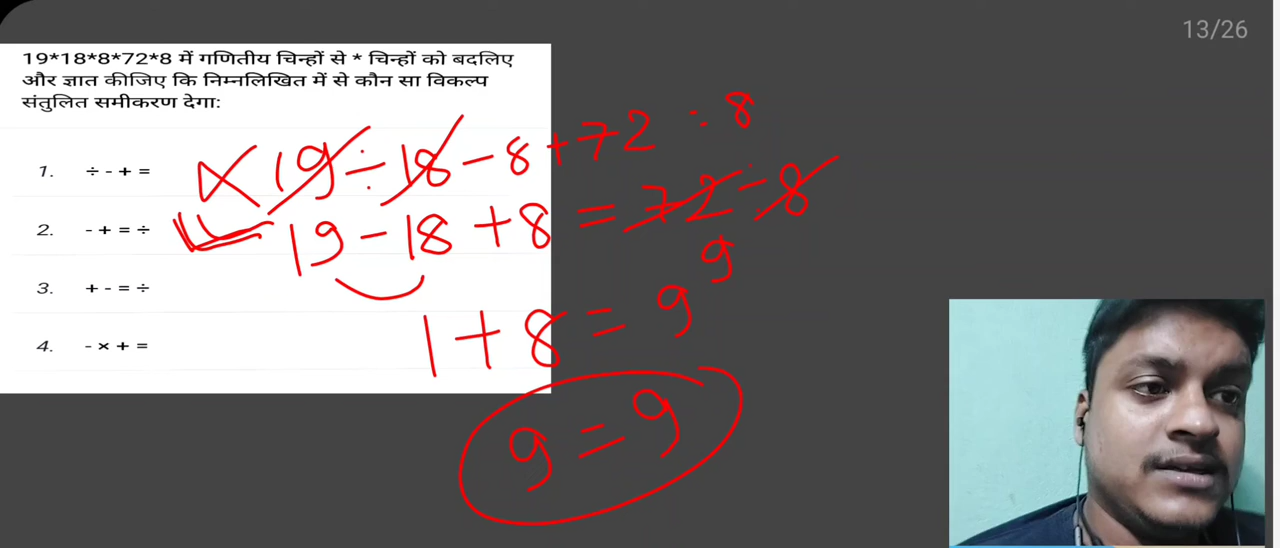 13/26
19*18*8*72*8 में गणितीय चिन्हों से * चिन्हों को बदलिए
और ज्ञात कीजिए कि निम्नलिखित में से कौन सा विकल्प
संतुलित समीकरण देगा:
1. ÷ - + =
19 ÷ 18 - 8 + 72 = 8
2. - + = ÷
19 - 18 + 8 = 72 ÷ 8
9
3. + - = ÷
1 + 8 = 9
4. - × + =
9 = 9